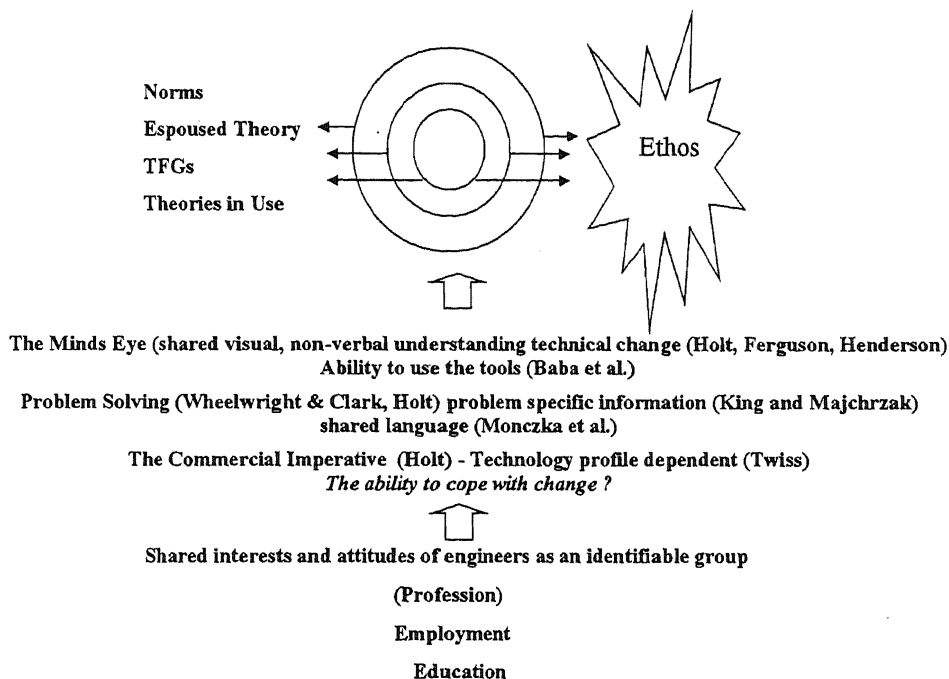 Norms
Espoused Theory
TFGs
Theories in Use
Ethos
The Minds Eye (shared visual, non-verbal understanding technical change (Holt, Ferguson, Henderson)
Ability to use the tools (Baba et al.)
Problem Solving (Wheelwright & Clark, Holt) problem specific information (King and Majchrzak)
shared language (Monczka et al.)
The Commercial Imperative (Holt) - Technology profile dependent (Twiss)
The ability to cope with change ?
Shared interests and attitudes of engineers as an identifiable group
(Profession)
Employment
Education